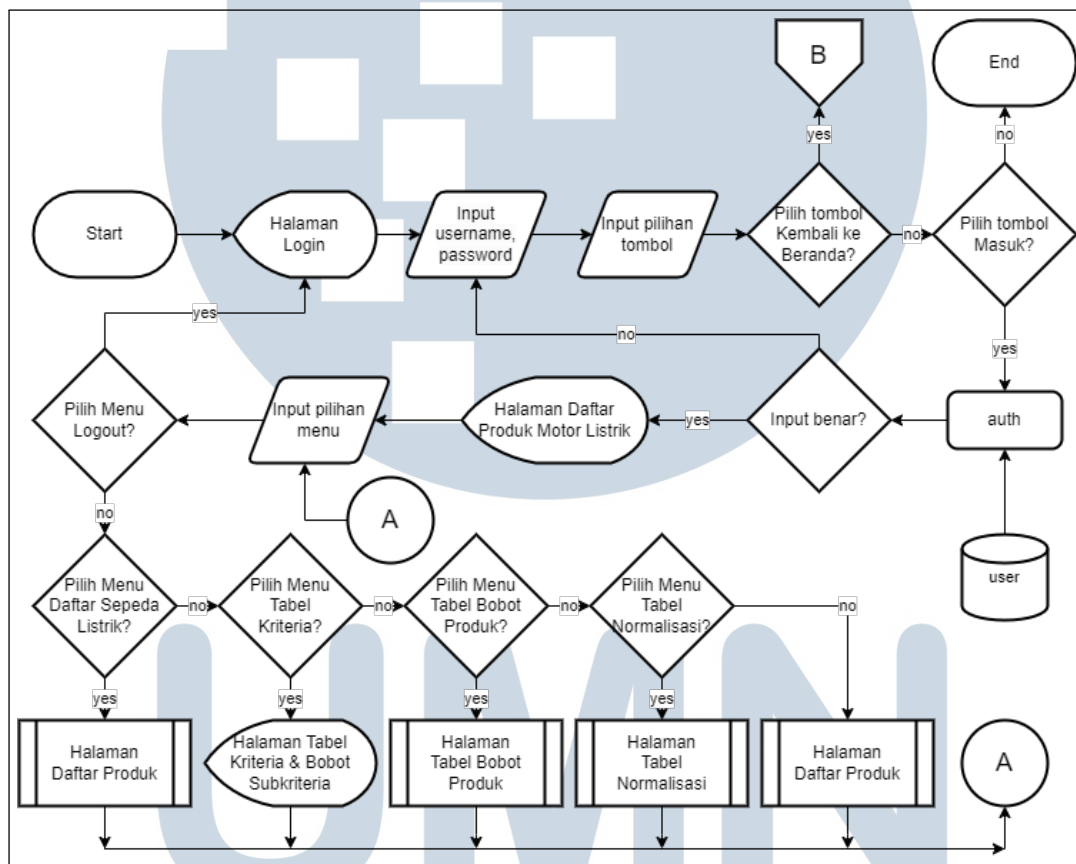 B
End
yes
no
Start
Halaman
Login
Input
username,
password
Input pilihan
tombol
Pilih tombol
Kembali ke
Beranda?
no
Pilih tombol
Masuk?
yes
no
yes
Pilih Menu
Logout?
Input pilihan
menu
Halaman Daftar
Produk Motor Listrik
yes
Input benar?
auth
no
A
user
Pilih Menu
Daftar Sepeda
Listrik?
no
Pilih Menu
Tabel
Kriteria?
no
Pilih Menu
Tabel Bobot
Produk?
no
Pilih Menu
Tabel
Normalisasi?
no
yes
yes
yes
yes
Halaman
Daftar Produk
Halaman Tabel
Kriteria & Bobot
Subkriteria
Halaman
Tabel Bobot
Produk
Halaman
Tabel
Normalisasi
Halaman
Daftar Produk
A
UMN